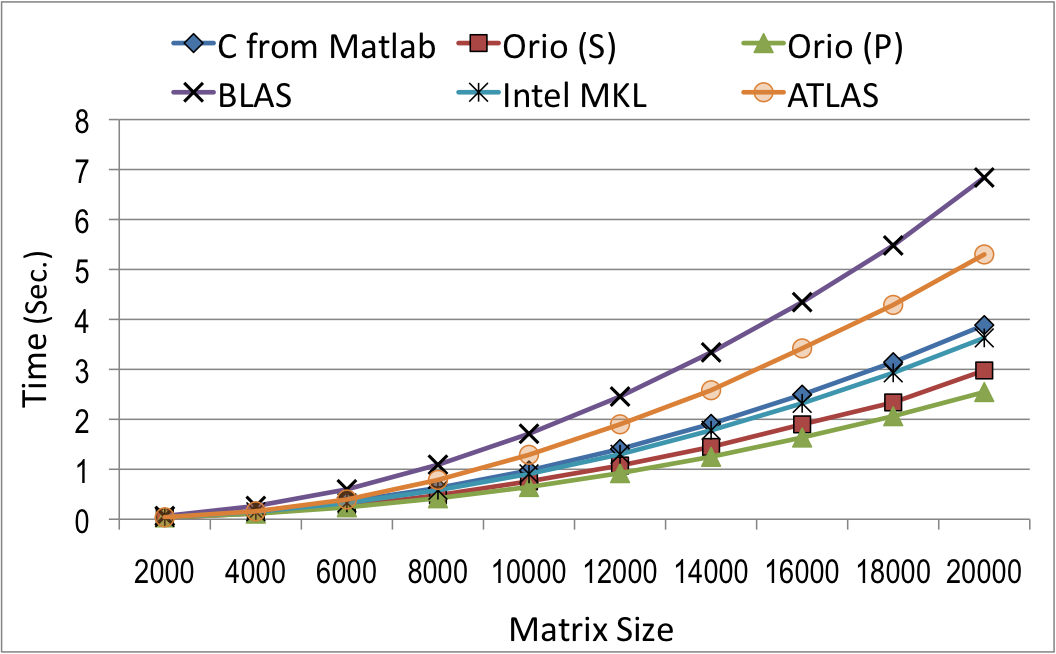 C from Matlab Orio (S) Orio (P)
BLAS Intel MKL ATLAS
8
7
6
5
4
3
2
1
0
Time (Sec.)
2000 4000 6000 8000 10000 12000 14000 16000 18000 20000
Matrix Size